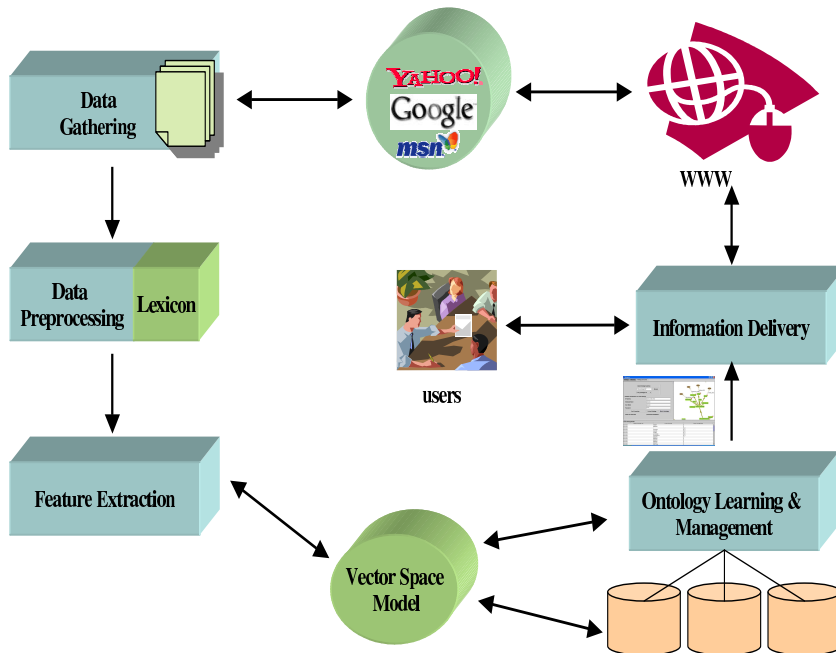 Data
Gathering
YAHOO!
Google
msn
WWW
Data
Preprocessing
Lexicon
users
Information Delivery
Feature Extraction
Ontology Learning &
Management
Vector Space
Model